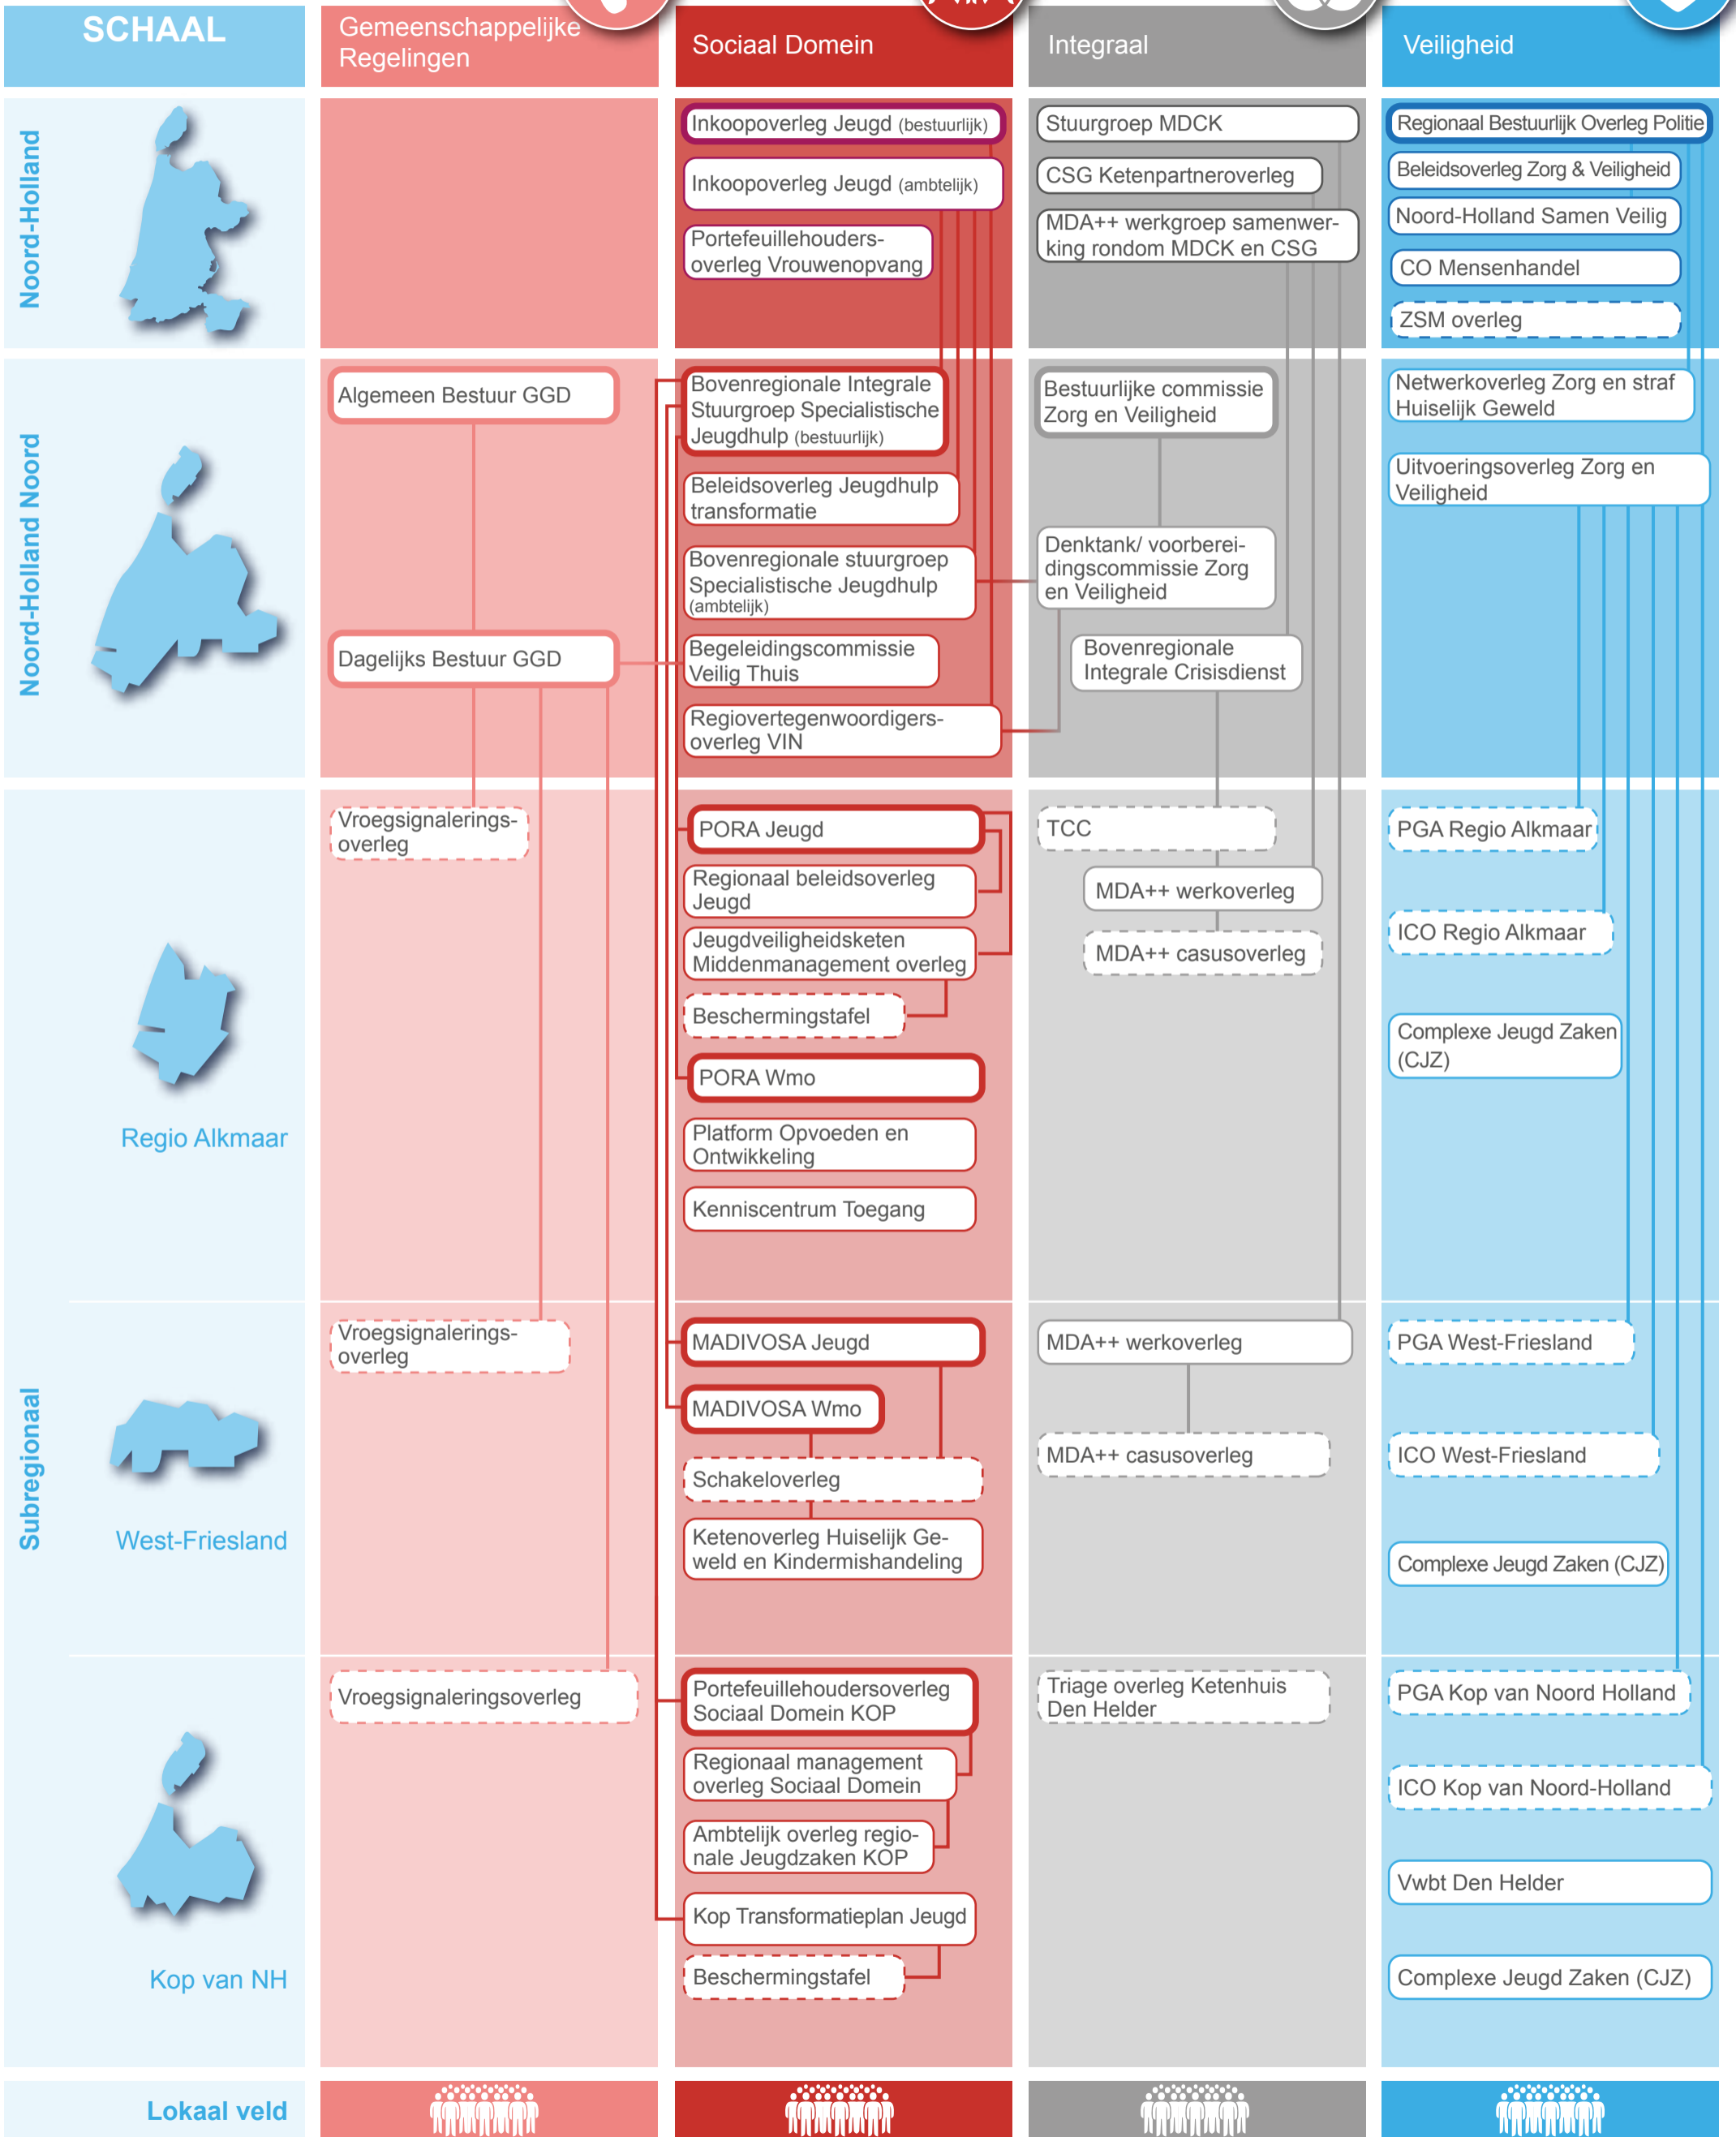 SCHAAL
Gemeenschappelijke
Regelingen
Sociaal Domein
Integraal
Veiligheid
Noord-Holland
Inkoopoverleg Jeugd (bestuurlijk)
Inkoopoverleg Jeugd (ambtelijk)
Portefeuillehouders-
overleg Vrouwenopvang
Stuurgroep MDCK
CSG Ketenpartneroverleg
MDA++ werkgroep samenwer-
king rondom MDCK en CSG
Regionaal Bestuurlijk Overleg Politie
Beleidsoverleg Zorg & Veiligheid
Noord-Holland Samen Veilig
CO Mensenhandel
ZSM overleg
Noord-Holland Noord
Algemeen Bestuur GGD
Dagelijks Bestuur GGD
Bovenregionale Integrale
Stuurgroep Specialistische
Jeugdhulp (bestuurlijk)
Beleidsoverleg Jeugdhulp
transformatie
Bovenregionale stuurgroep
Specialistische Jeugdhulp
(ambtelijk)
Begeleidingscommissie
Veilig Thuis
Regiovertegenwoordigers-
overleg VIN
Bestuurlijke commissie
Zorg en Veiligheid
Denktank/ voorberei-
dingscommissie Zorg
en Veiligheid
Bovenregionale
Integrale Crisisdienst
Netwerkoverleg Zorg en straf
Huiselijk Geweld
Uitvoeringsoverleg Zorg en
Veiligheid
Subregionaal
Regio Alkmaar
Vroegsignalerings-
overleg
PORA Jeugd
Regionaal beleidsoverleg
Jeugd
Jeugdveiligheidsketen
Middenmanagement overleg
Beschermingstafel
PORA Wmo
Platform Opvoeden en
Ontwikkeling
Kenniscentrum Toegang
TCC
MDA++ werkoverleg
MDA++ casusoverleg
PGA Regio Alkmaar
ICO Regio Alkmaar
Complexe Jeugd Zaken
(CJZ)
West-Friesland
Vroegsignalerings-
overleg
MADIVOSA Jeugd
MADIVOSA Wmo
Schakeloverleg
Ketenoverleg Huiselijk Ge-
weld en Kindermishandeling
MDA++ werkoverleg
MDA++ casusoverleg
PGA West-Friesland
ICO West-Friesland
Complexe Jeugd Zaken (CJZ)
Kop van NH
Vroegsignaleringsoverleg
Portefeuillehoudersoverleg
Sociaal Domein KOP
Regionaal management
overleg Sociaal Domein
Ambtelijk overleg regio-
nale Jeugdzaken KOP
Kop Transformatieplan Jeugd
Beschermingstafel
Triage overleg Ketenhuis
Den Helder
PGA Kop van Noord Holland
ICO Kop van Noord-Holland
Vwbt Den Helder
Complexe Jeugd Zaken (CJZ)
Lokaal veld